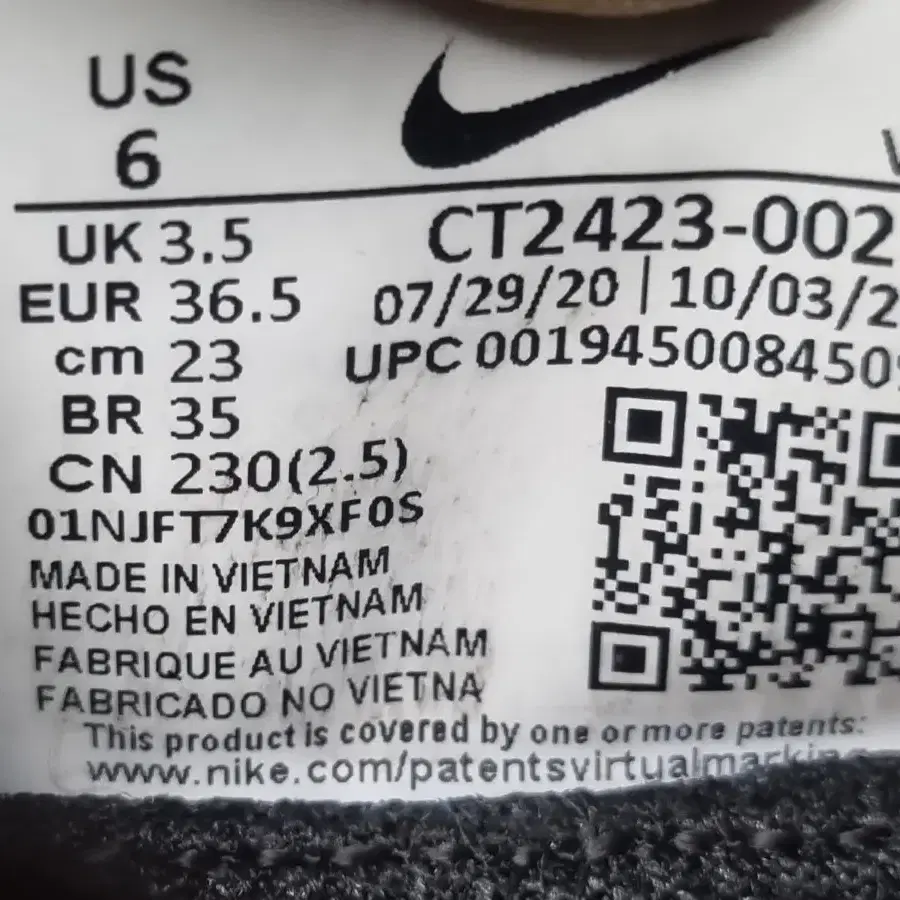 US
6
UK 3.5
EUR 36.5
cm 23
BR 35
CN 230(2.5)
01NJFT7K9XF0S
MADE IN VIETNAM
HECHO EN VIETNAM
FABRIQUE AU VIETNAM
FABRICADO NO VIETNA
CT2423-002
07/29/20 | 10/03/2
UPC 0019450084509
This product is covered by one or more patents:
www.nike.com/patentsvirtualmarking